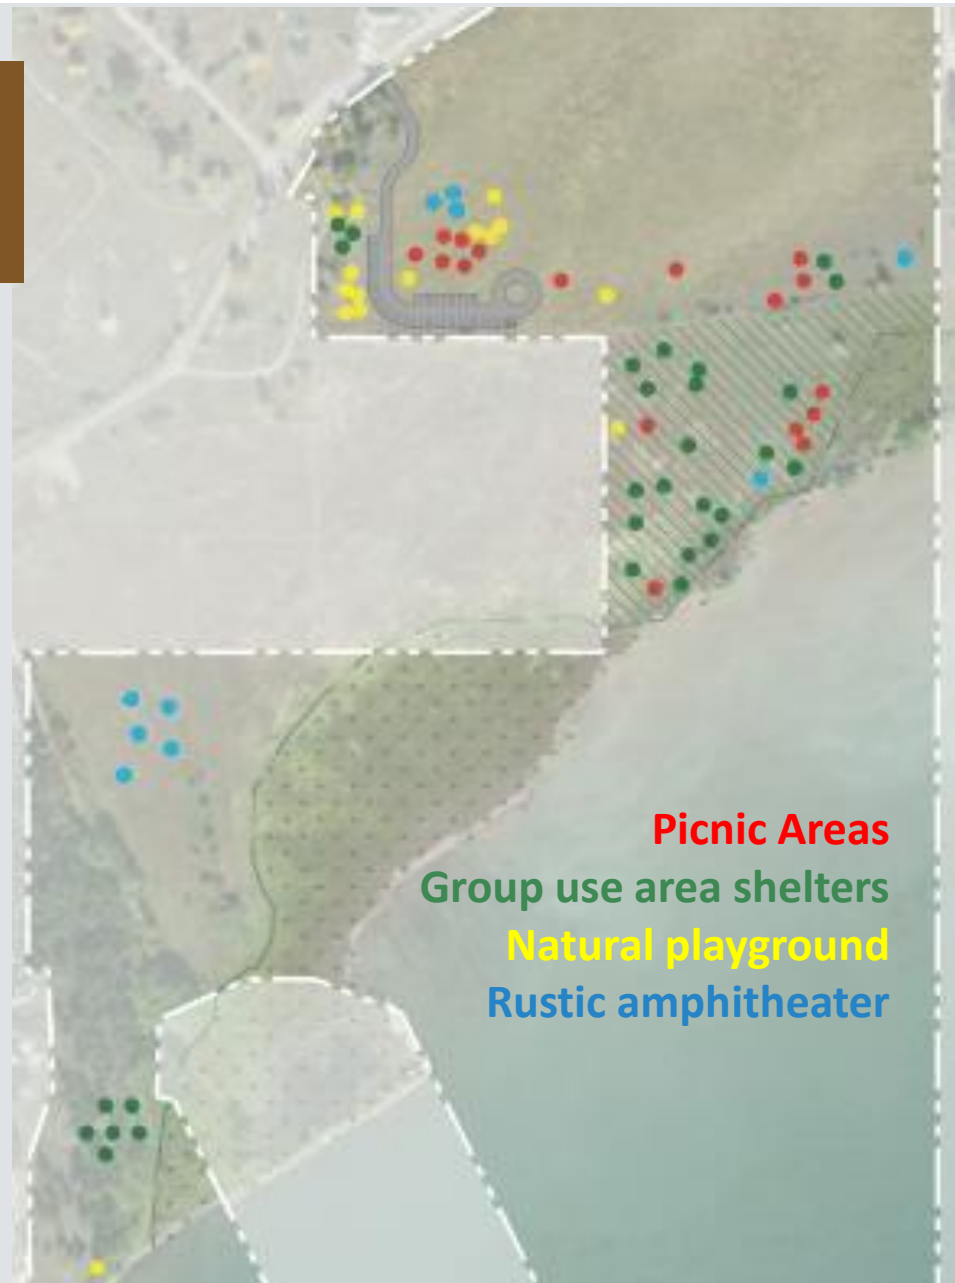 Picnic Areas
Group use area shelters
Natural playground
Rustic amphitheater